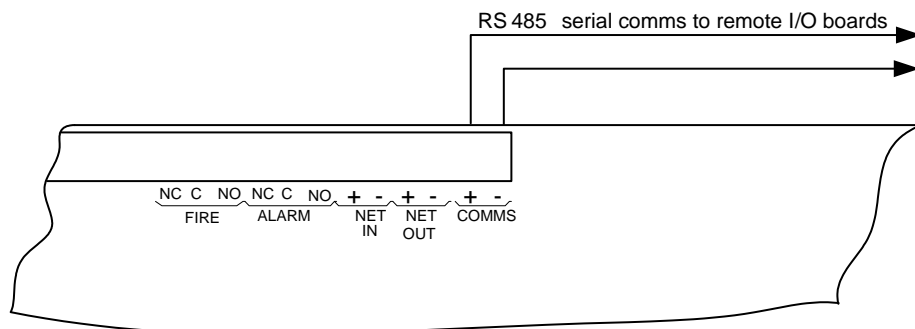 RS 485 serial comms to remote I/O boards
NC C NO NC C NO + - + - + -
FIRE ALARM NET IN NET OUT COMMS